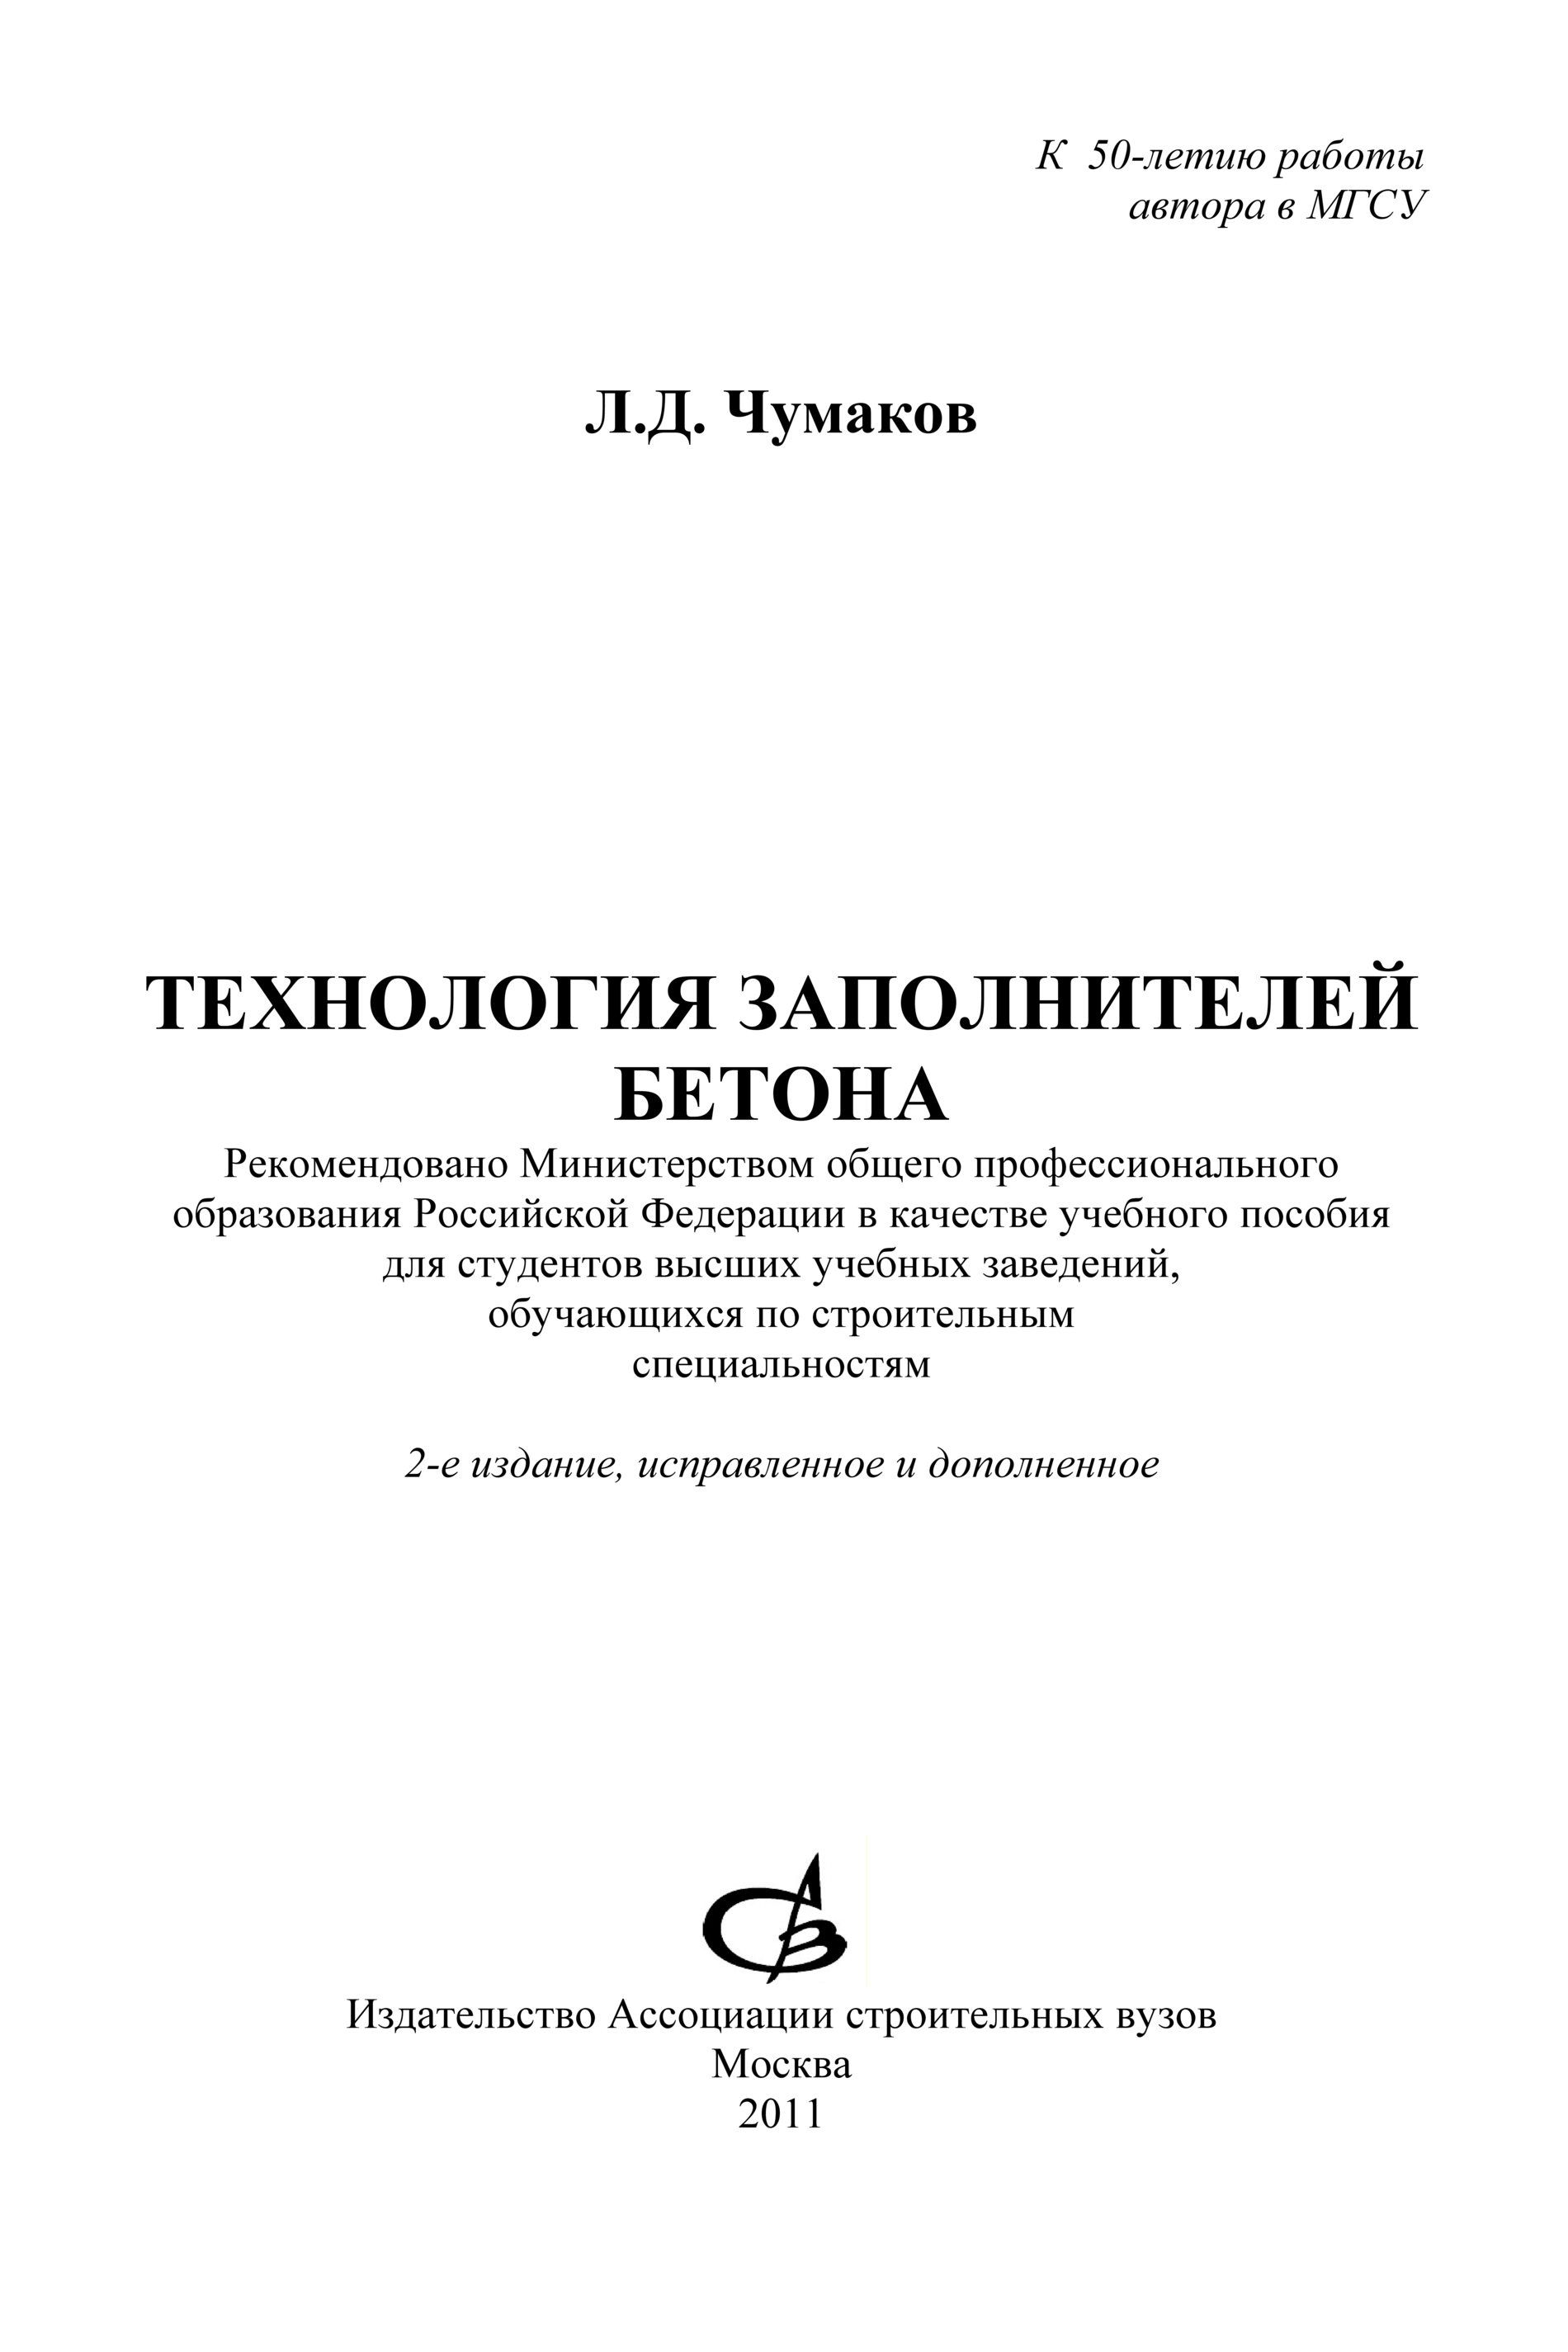 К 50-летию работы
автора в МГСУ
Л.Д. Чумаков
ТЕХНОЛОГИЯ ЗАПОЛНИТЕЛЕЙ
БЕТОНА
Рекомендовано Министерством общего профессионального
образования Российской Федерации в качестве учебного пособия
для студентов высших учебных заведений,
обучающихся по строительным
специальностям
2-е издание, исправленное и дополненное
АСВ
Издательство Ассоциации строительных вузов
Москва
2011